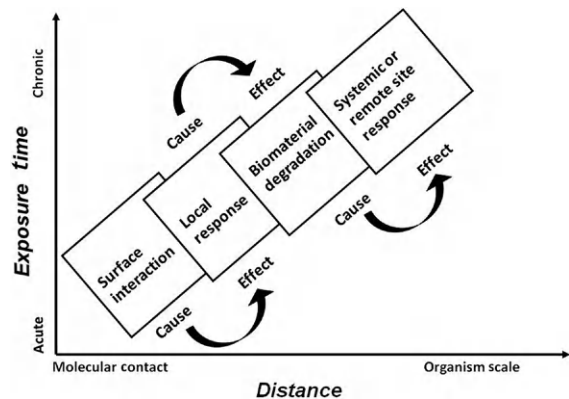 Chronic
Exposure time
Acute
Cause
Effect
Systemic or
remote site
response
Biomaterial
degradation
Local
response
Surface
interaction
Cause
Effect
Cause
Effect
Molecular contact
Organism scale
Distance